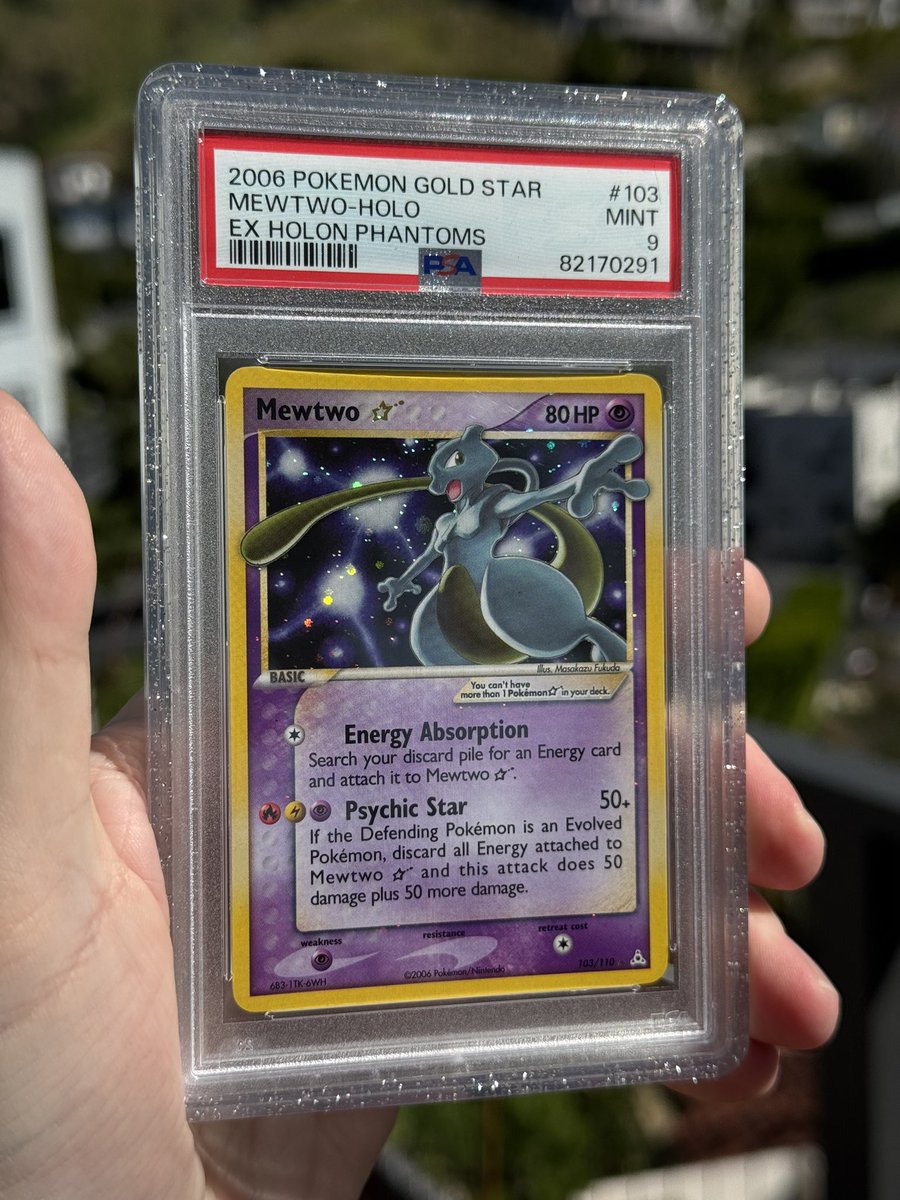 2006 POKEMON GOLD STAR #103
MEWTWO-HOLO MINT
EX HOLON PHANTOMS 9
PSA 82170291
Mewtwo 80 HP
Illus. Masakazu Fukuda
BASIC
You can't have
more than 1 Pokémon☆ in your deck.
Energy Absorption
Search your discard pile for an Energy card
and attach it to Mewtwo ☆.
Psychic Star 50+
If the Defending Pokémon is an Evolved
Pokémon, discard all Energy attached to
Mewtwo ☆ and this attack does 50
damage plus 50 more damage.
weakness resistance retreat cost
103/110
©2006 Pokémon/Nintendo
6B3-1TK-6WH